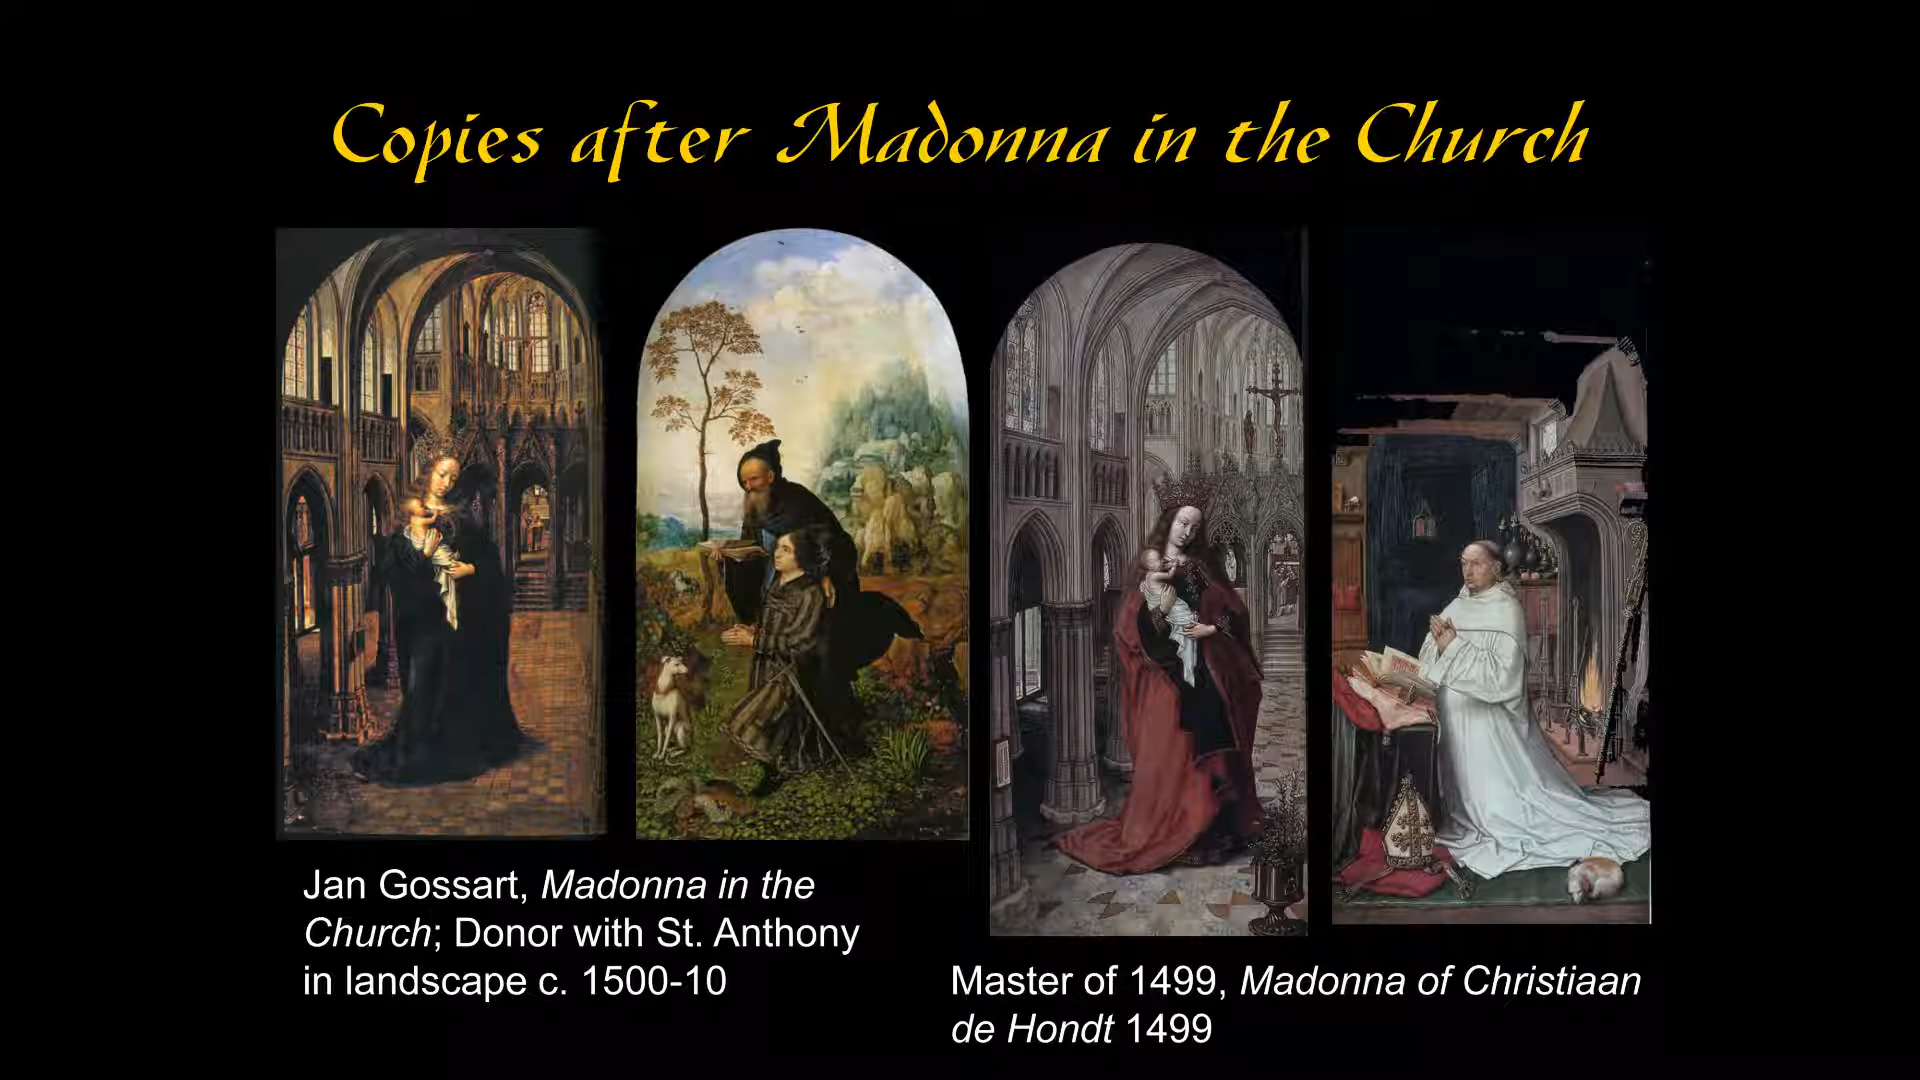 Copies after Madonna in the Church
Jan Gossart, Madonna in the
Church; Donor with St. Anthony
in landscape c. 1500-10
Master of 1499, Madonna of Christiaan
de Hondt 1499